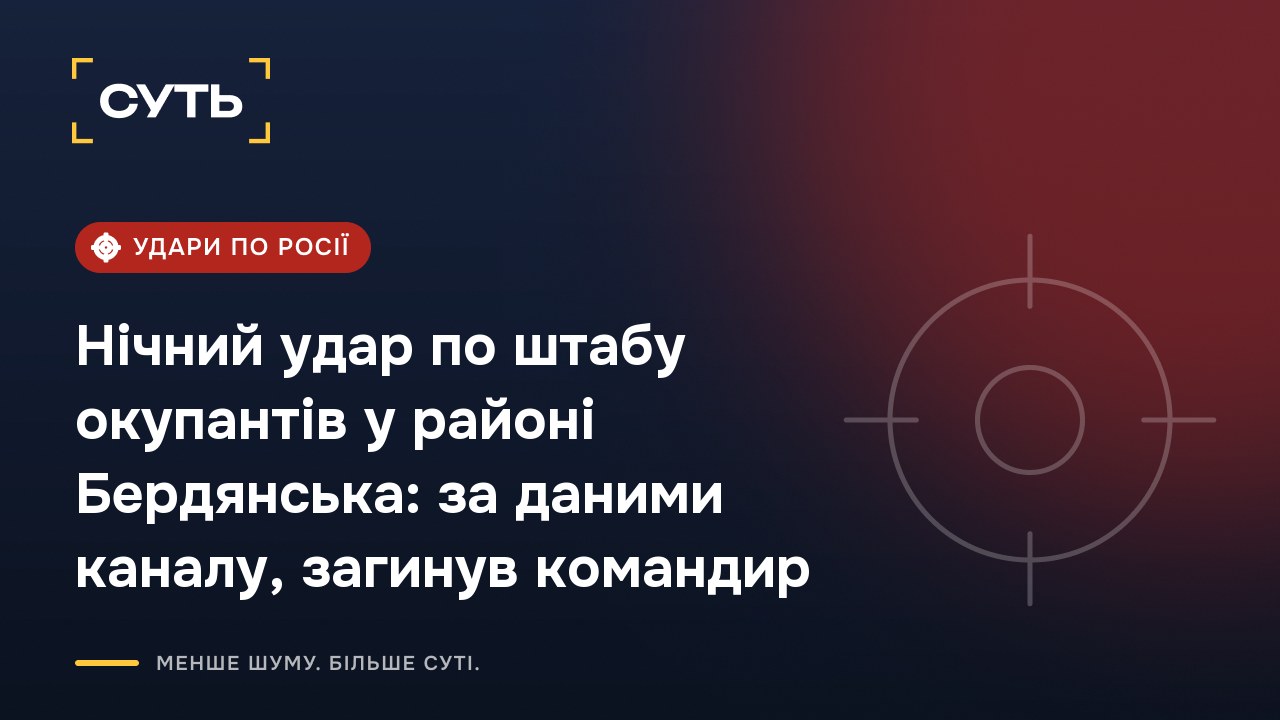 СУТЬ
УДАРИ ПО РОСІЇ
Нічний удар по штабу
окупантів у районі
Бердянська: за даними
каналу, загинув командир
МЕНШЕ ШУМУ. БІЛЬШЕ СУТІ.